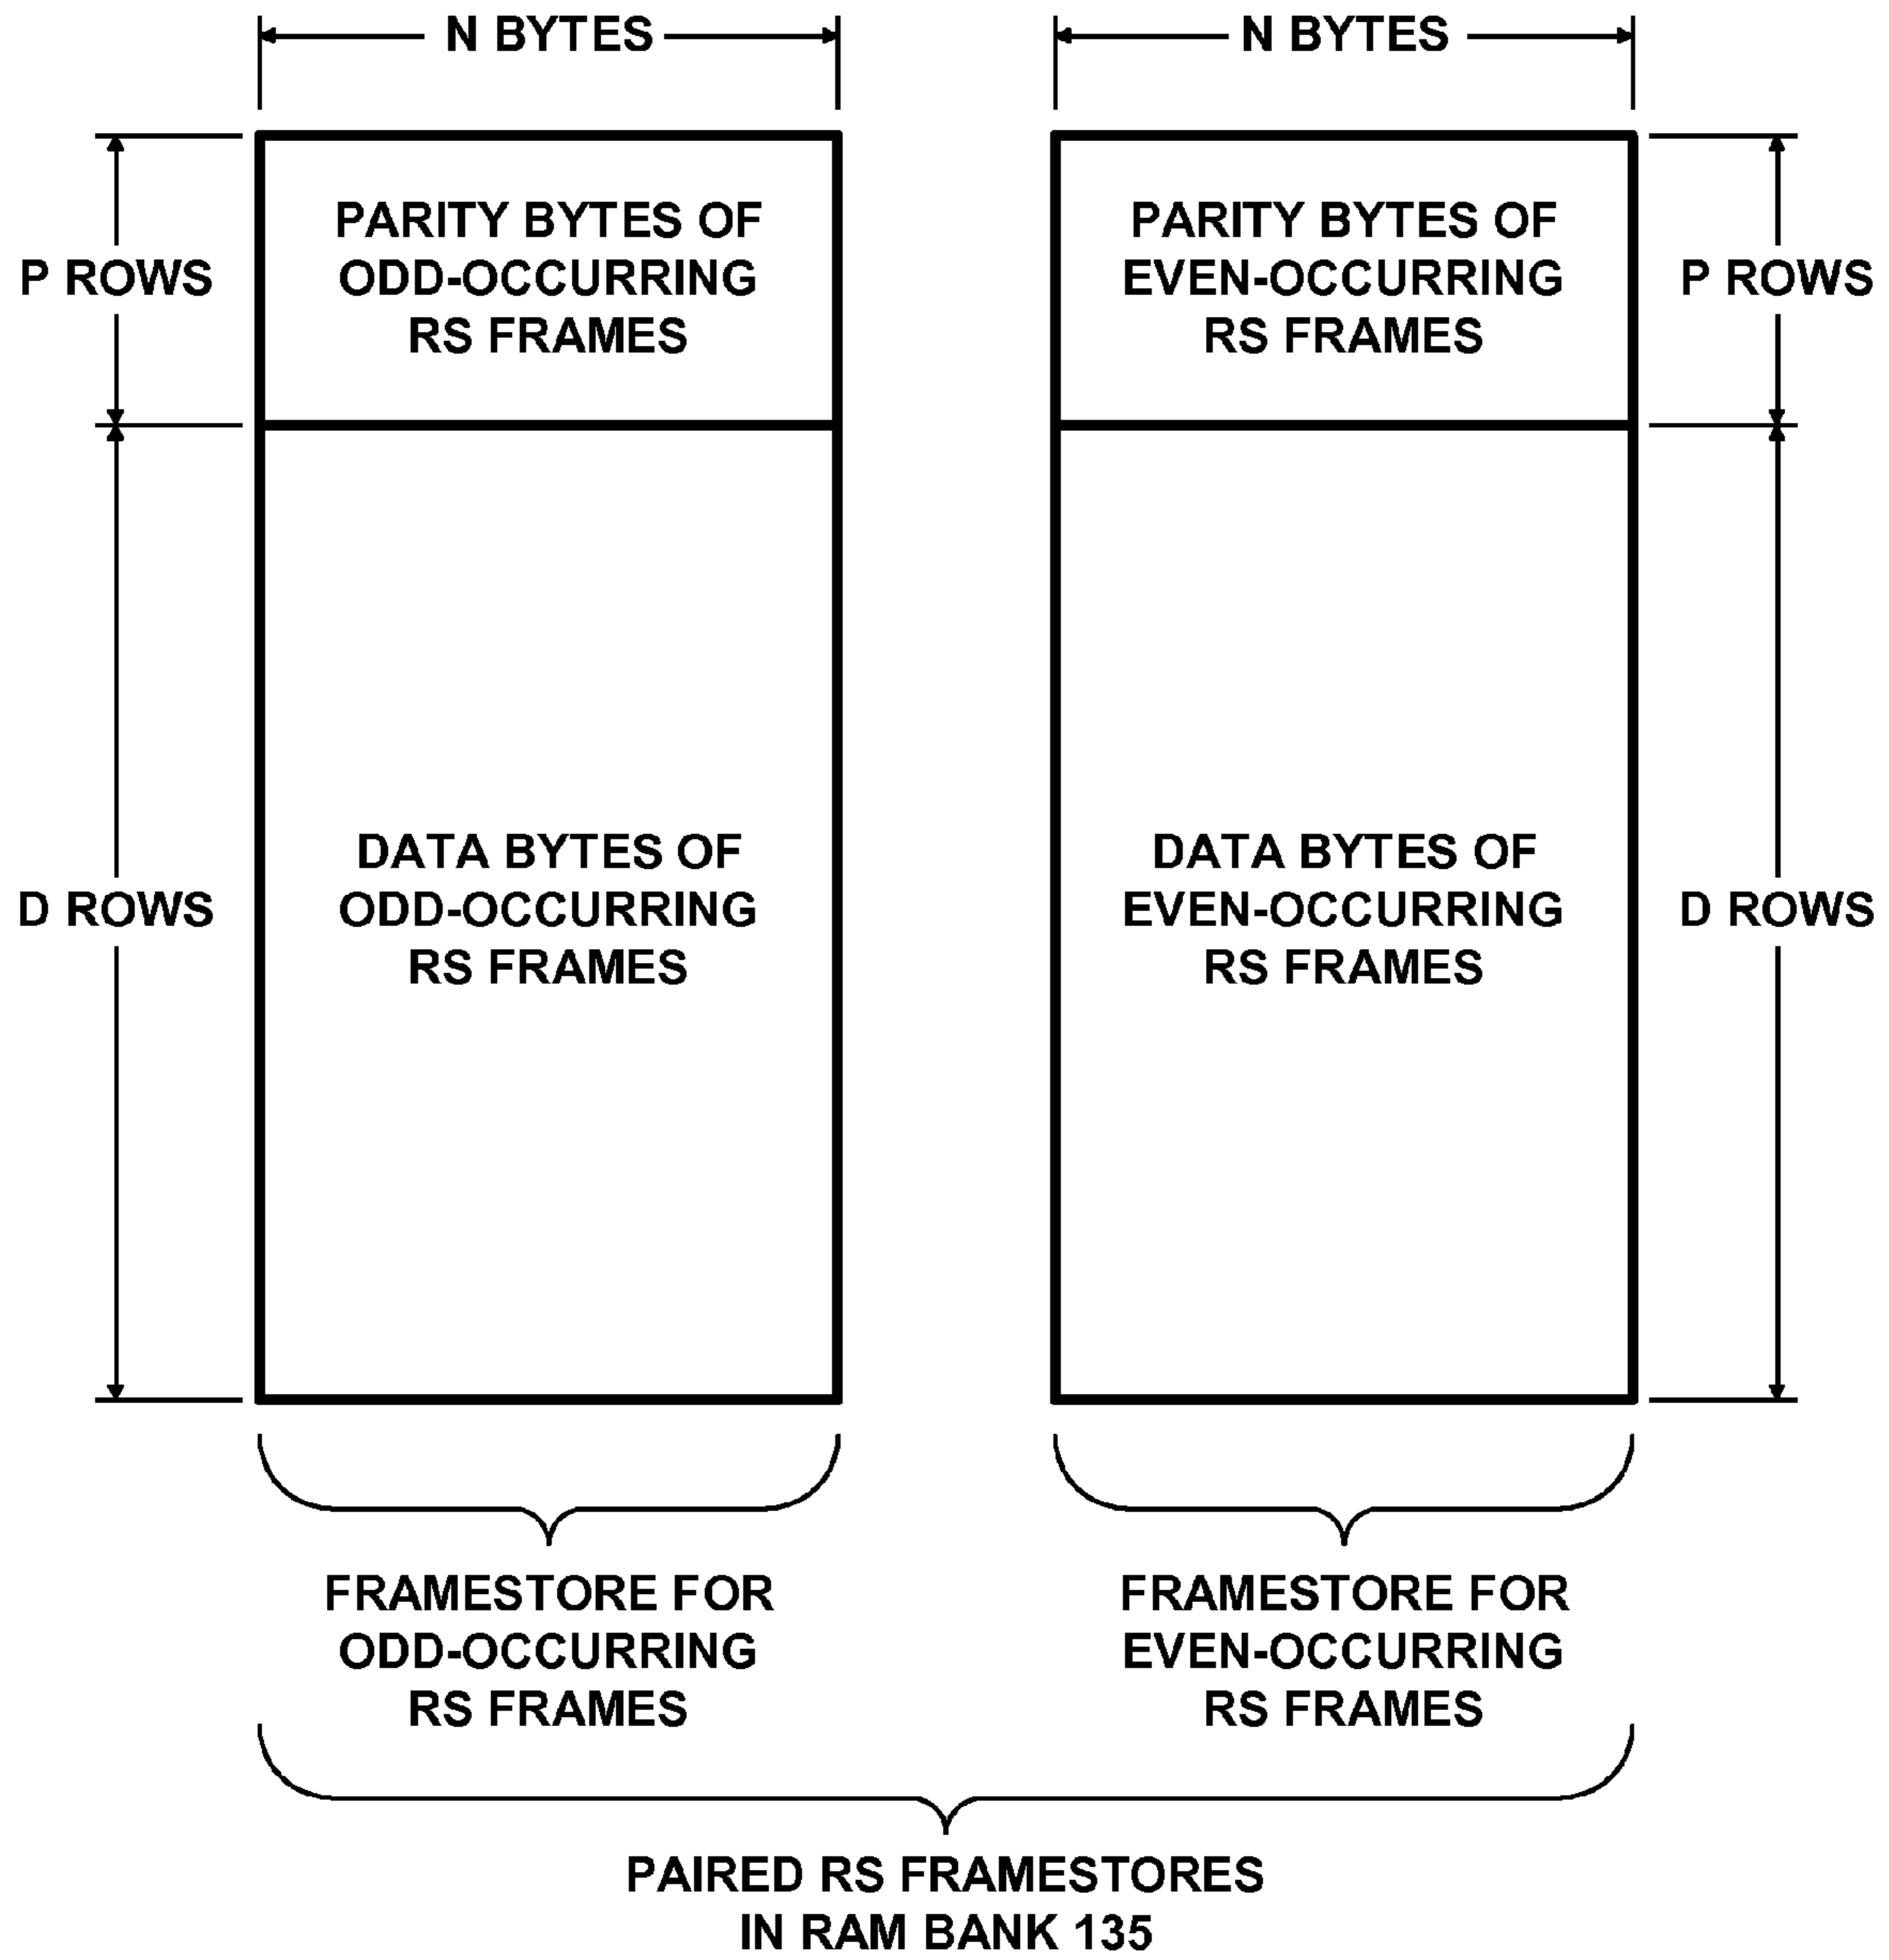 N BYTES
N BYTES
PARITY BYTES OF
ODD-OCCURRING
RS FRAMES
PARITY BYTES OF
EVEN-OCCURRING
RS FRAMES
P ROWS
P ROWS
DATA BYTES OF
ODD-OCCURRING
RS FRAMES
DATA BYTES OF
EVEN-OCCURRING
RS FRAMES
D ROWS
D ROWS
FRAMESTORE FOR
ODD-OCCURRING
RS FRAMES
FRAMESTORE FOR
EVEN-OCCURRING
RS FRAMES
PAIRED RS FRAMESTORES
IN RAM BANK 135